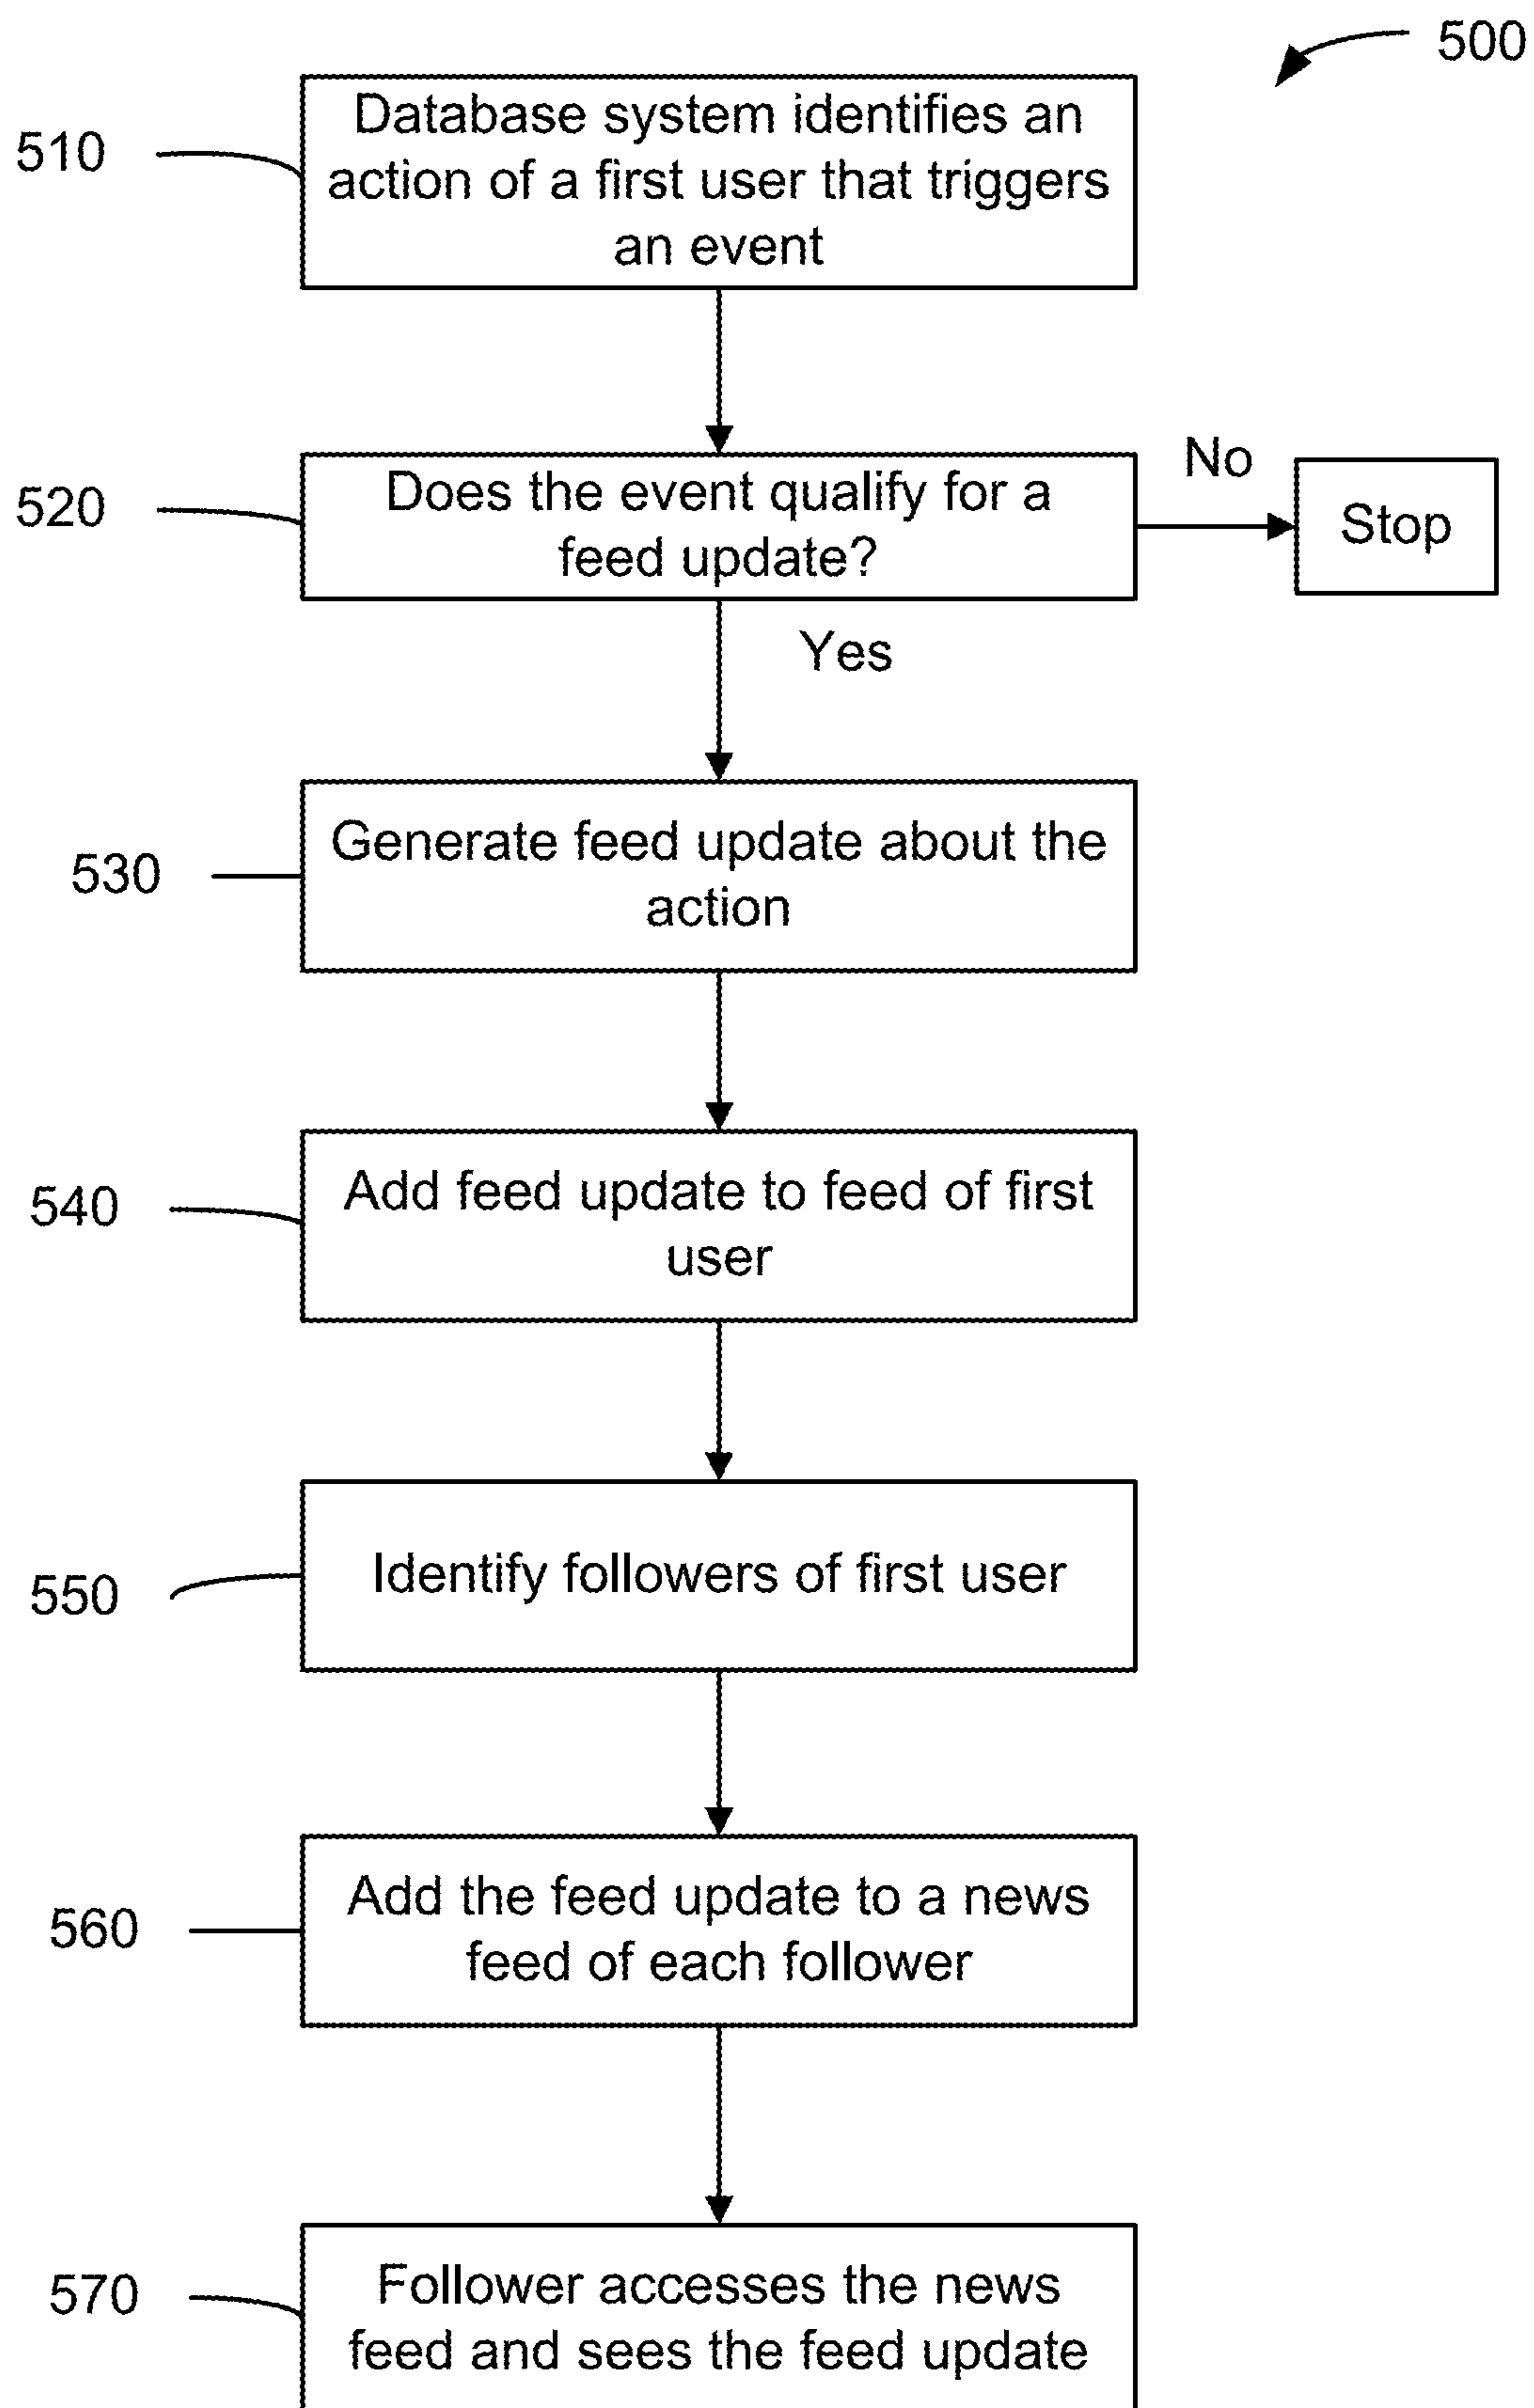 500
510
Database system identifies an
action of a first user that triggers
an event
520
Does the event qualify for a
feed update?
No
Stop
Yes
530
Generate feed update about the
action
540
Add feed update to feed of first
user
550
Identify followers of first user
560
Add the feed update to a news
feed of each follower
570
Follower accesses the news
feed and sees the feed update